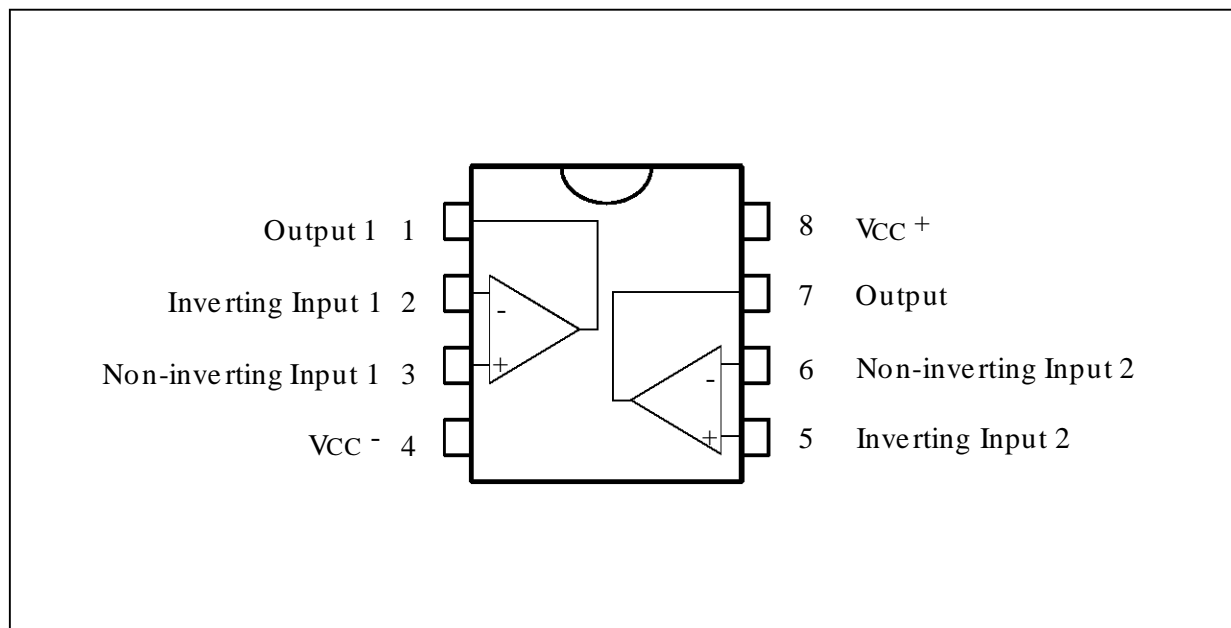 Output 1 1
Inverting Input 1 2
Non-inverting Input 1 3
VCC - 4
8 VCC +
7 Output
6 Non-inverting Input 2
5 Inverting Input 2
-
+
-
+